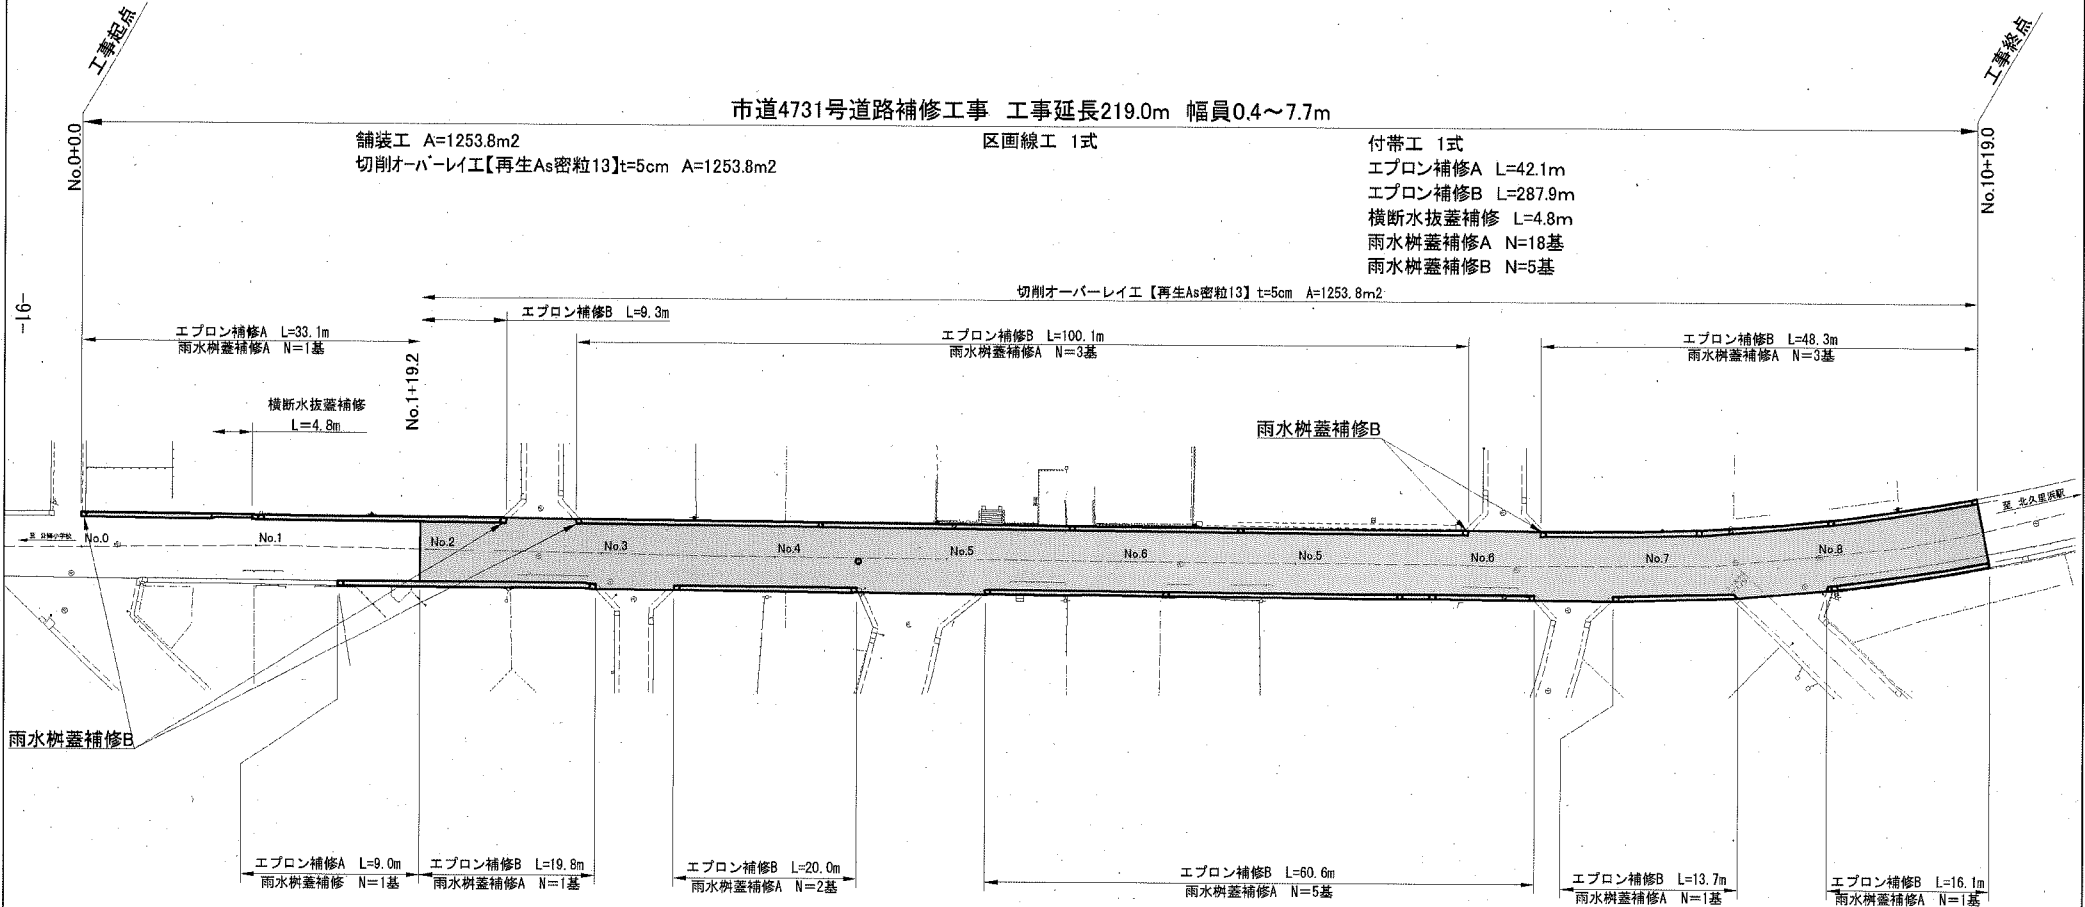 工事起点
工事終点
市道4731号道路補修工事 工事延長219.0m 幅員0.4～7.7m
No.0+0.0
No.10+19.0
舗装工 A=1253.8m2
切削オーバーレイ工【再生As密粒13】t=5cm A=1253.8m2
区画線工 1式
付帯工 1式
エプロン補修A L=42.1m
エプロン補修B L=287.9m
横断水抜蓋補修 L=4.8m
雨水桝蓋補修A N=18基
雨水桝蓋補修B N=5基
-91-
切削オーバーレイ工【再生As密粒13】t=5cm A=1253.8m2
エプロン補修B L=9.3m
エプロン補修A L=33.1m
雨水桝蓋補修A N=1基
エプロン補修B L=100.1m
雨水桝蓋補修A N=3基
エプロン補修B L=48.3m
雨水桝蓋補修A N=3基
No.1+19.2
横断水抜蓋補修
L=4.8m
雨水桝蓋補修B
至 北久里浜駅
No.0
No.1
No.2
No.3
No.4
No.5
No.6
No.5
No.6
No.7
No.8
雨水桝蓋補修B
エプロン補修A L=9.0m
雨水桝蓋補修 N=1基
エプロン補修B L=19.8m
雨水桝蓋補修A N=1基
エプロン補修B L=20.0m
雨水桝蓋補修A N=2基
エプロン補修B L=60.6m
雨水桝蓋補修A N=5基
エプロン補修B L=13.7m
雨水桝蓋補修A N=1基
エプロン補修B L=16.1m
雨水桝蓋補修A N=1基